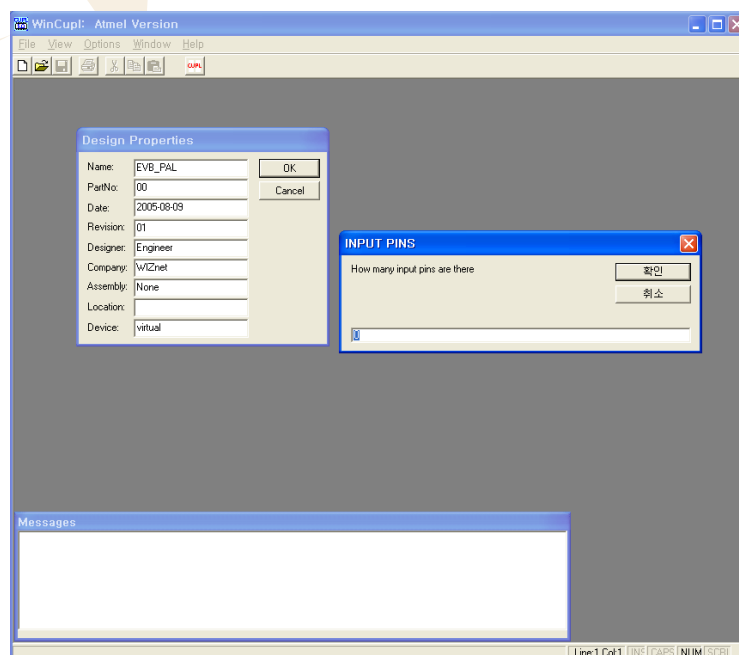 WinCupl: Atmel Version
File View Options Window Help
CUPL
Design Properties
Name: EVB_PAL OK
PartNo: 00 Cancel
Date: 2005-08-09
Revision: 01
Designer: Engineer
Company: WIZnet
Assembly: None
Location:
Device: virtual
INPUT PINS
How many input pins are there
확인
취소
Messages
Line:1 Col:1 INS CAPS NUM SCRL